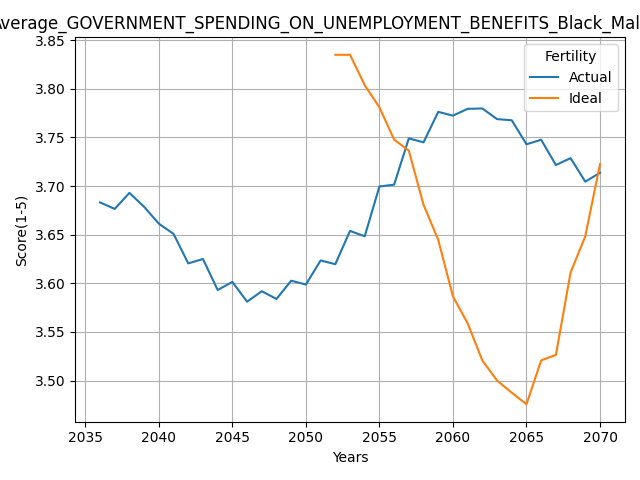 Average_GOVERNMENT_SPENDING_ON_UNEMPLOYMENT_BENEFITS_Black_Mal
3.85
3.80
3.75
3.70
3.65
3.60
3.55
3.50
Score(1-5)
Fertility
Actual
Ideal
2035 2040 2045 2050 2055 2060 2065 2070
Years